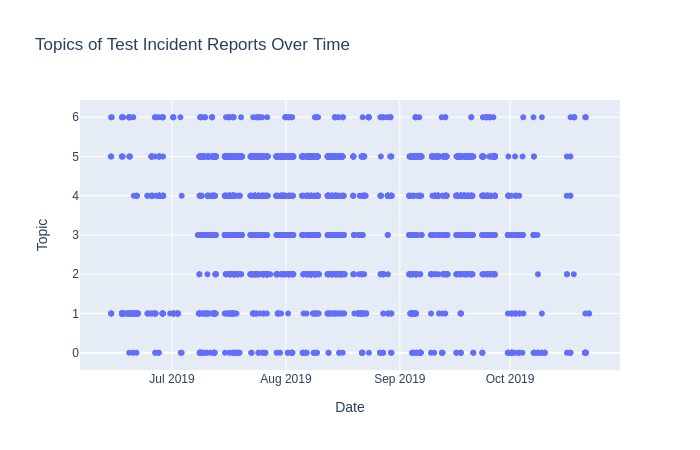 Topics of Test Incident Reports Over Time
6
5
4
3
2
1
0
Topic
Jul 2019
Aug 2019
Sep 2019
Oct 2019
Date